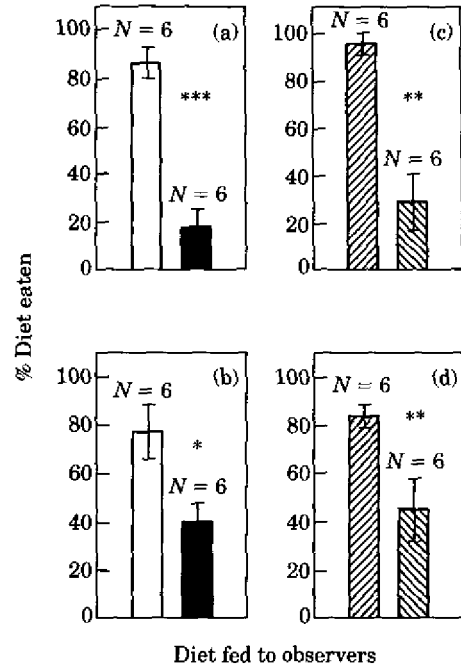 % Diet eaten
(a)
100
80
60
40
20
0
N = 6
***
N = 6
(c)
100
80
60
40
20
0
N = 6
**
N = 6
(b)
100
80
60
40
20
0
N = 6
*
N = 6
(d)
100
80
60
40
20
0
N = 6
**
N = 6
Diet fed to observers